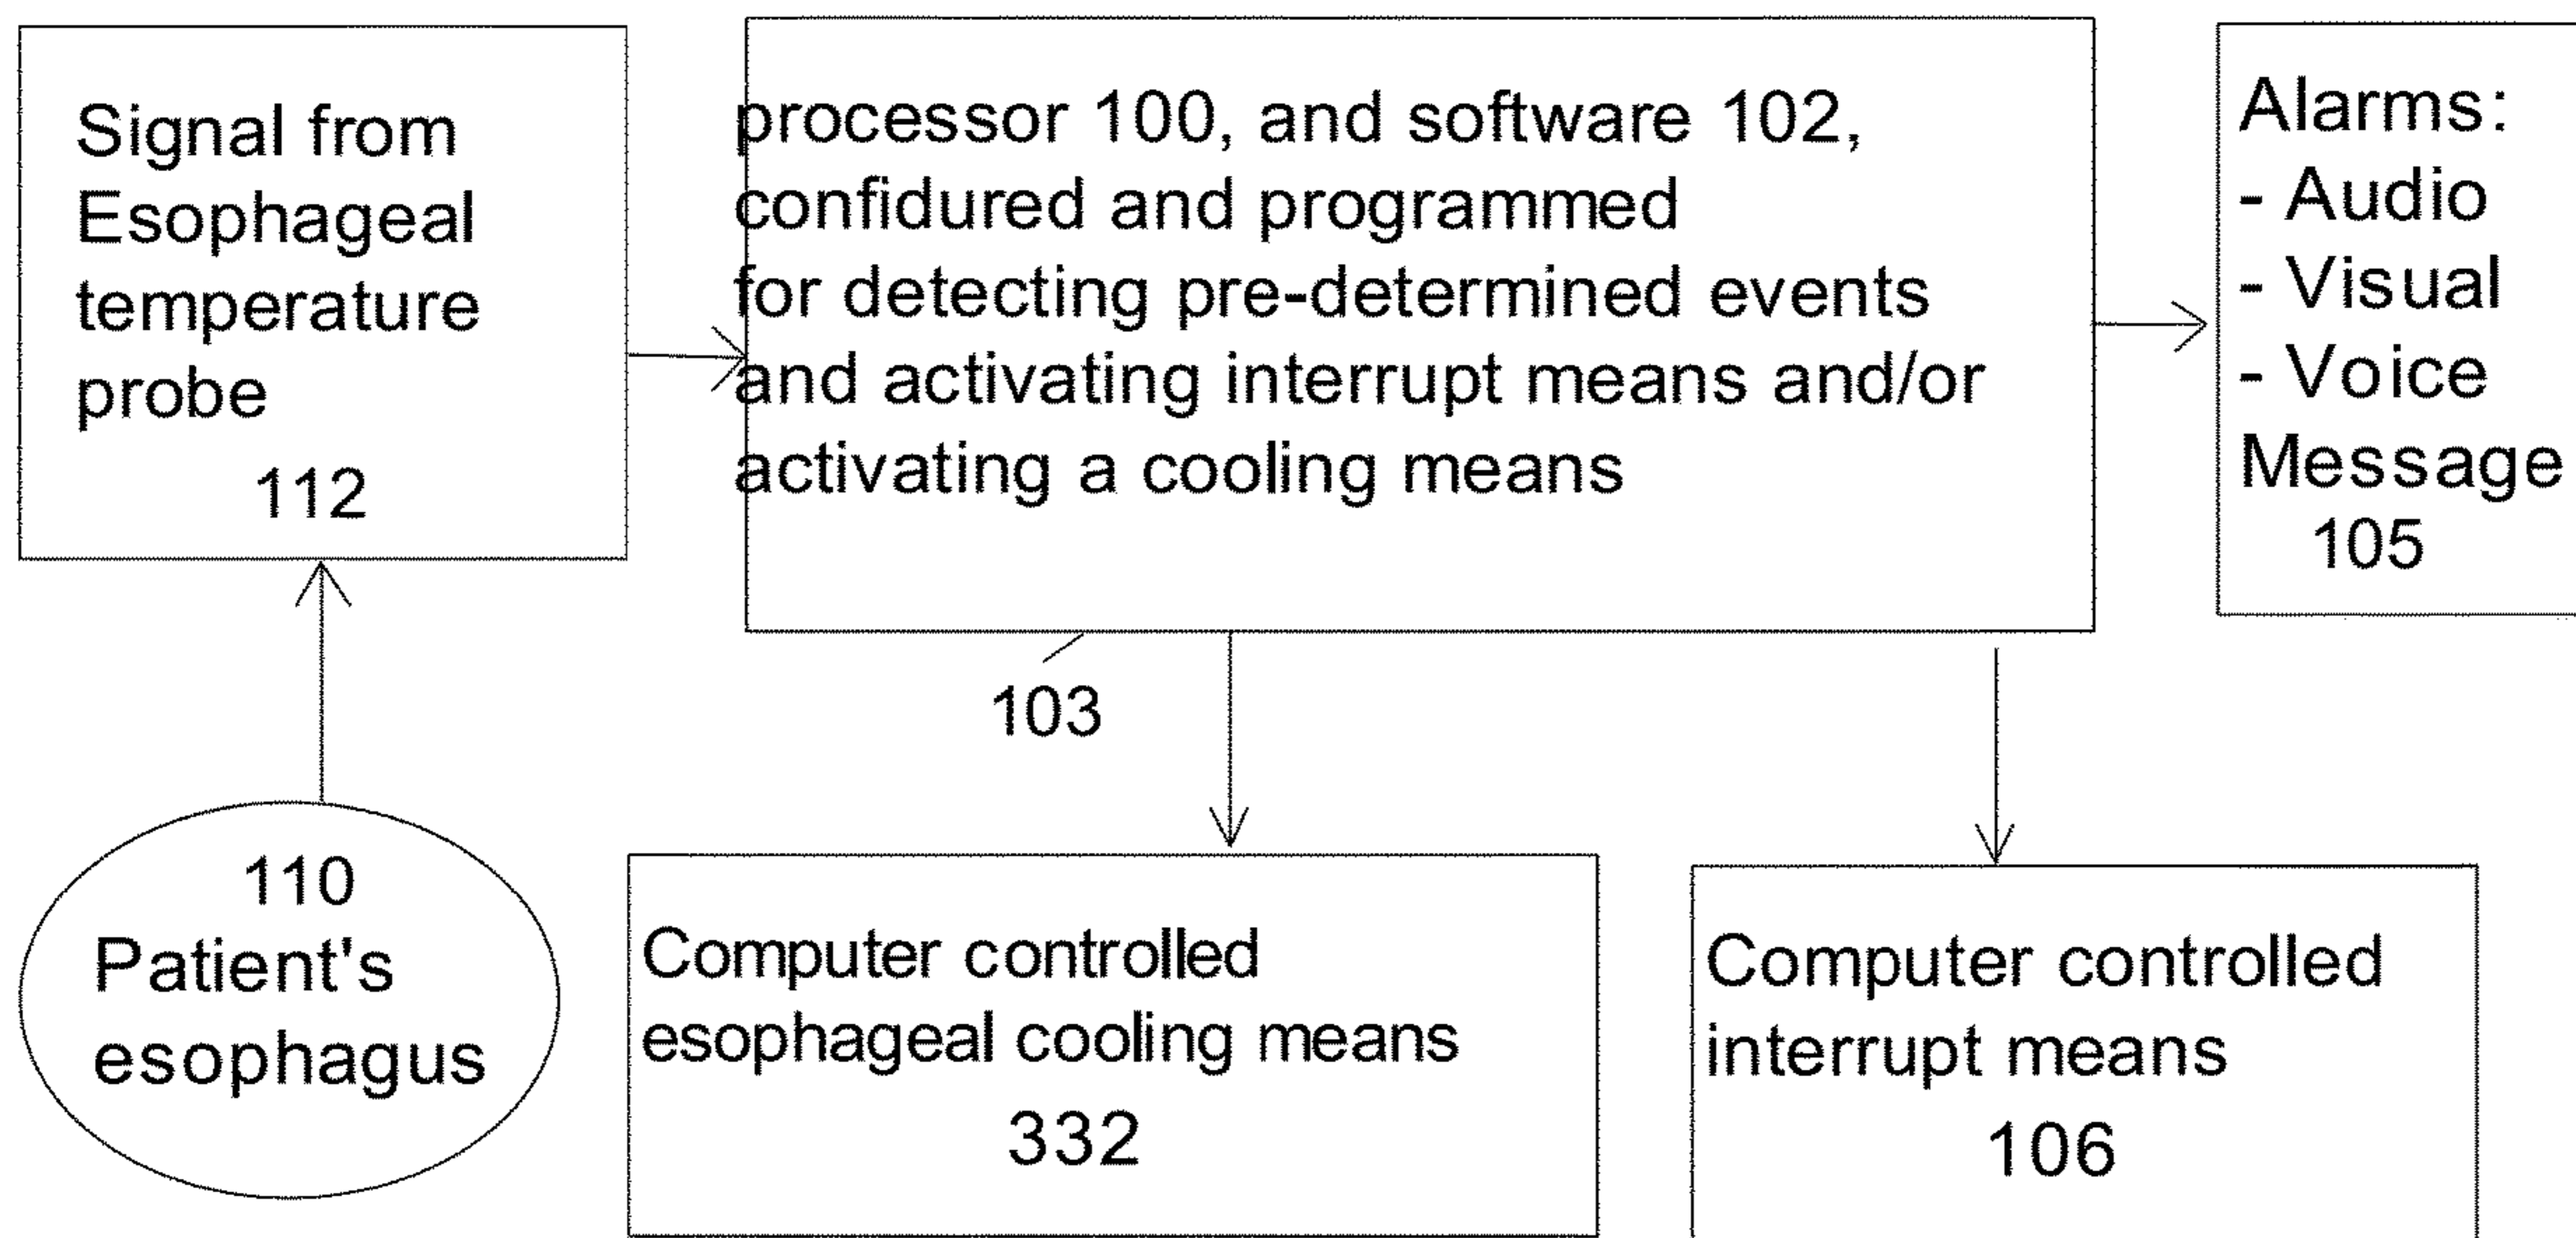 Signal from
Esophageal
temperature
probe
112
processor 100, and software 102,
confidured and programmed
for detecting pre-determined events
and activating interrupt means and/or
activating a cooling means
Alarms:
- Audio
- Visual
- Voice
Message
105
103
110
Patient's
esophagus
Computer controlled
esophageal cooling means
332
Computer controlled
interrupt means
106